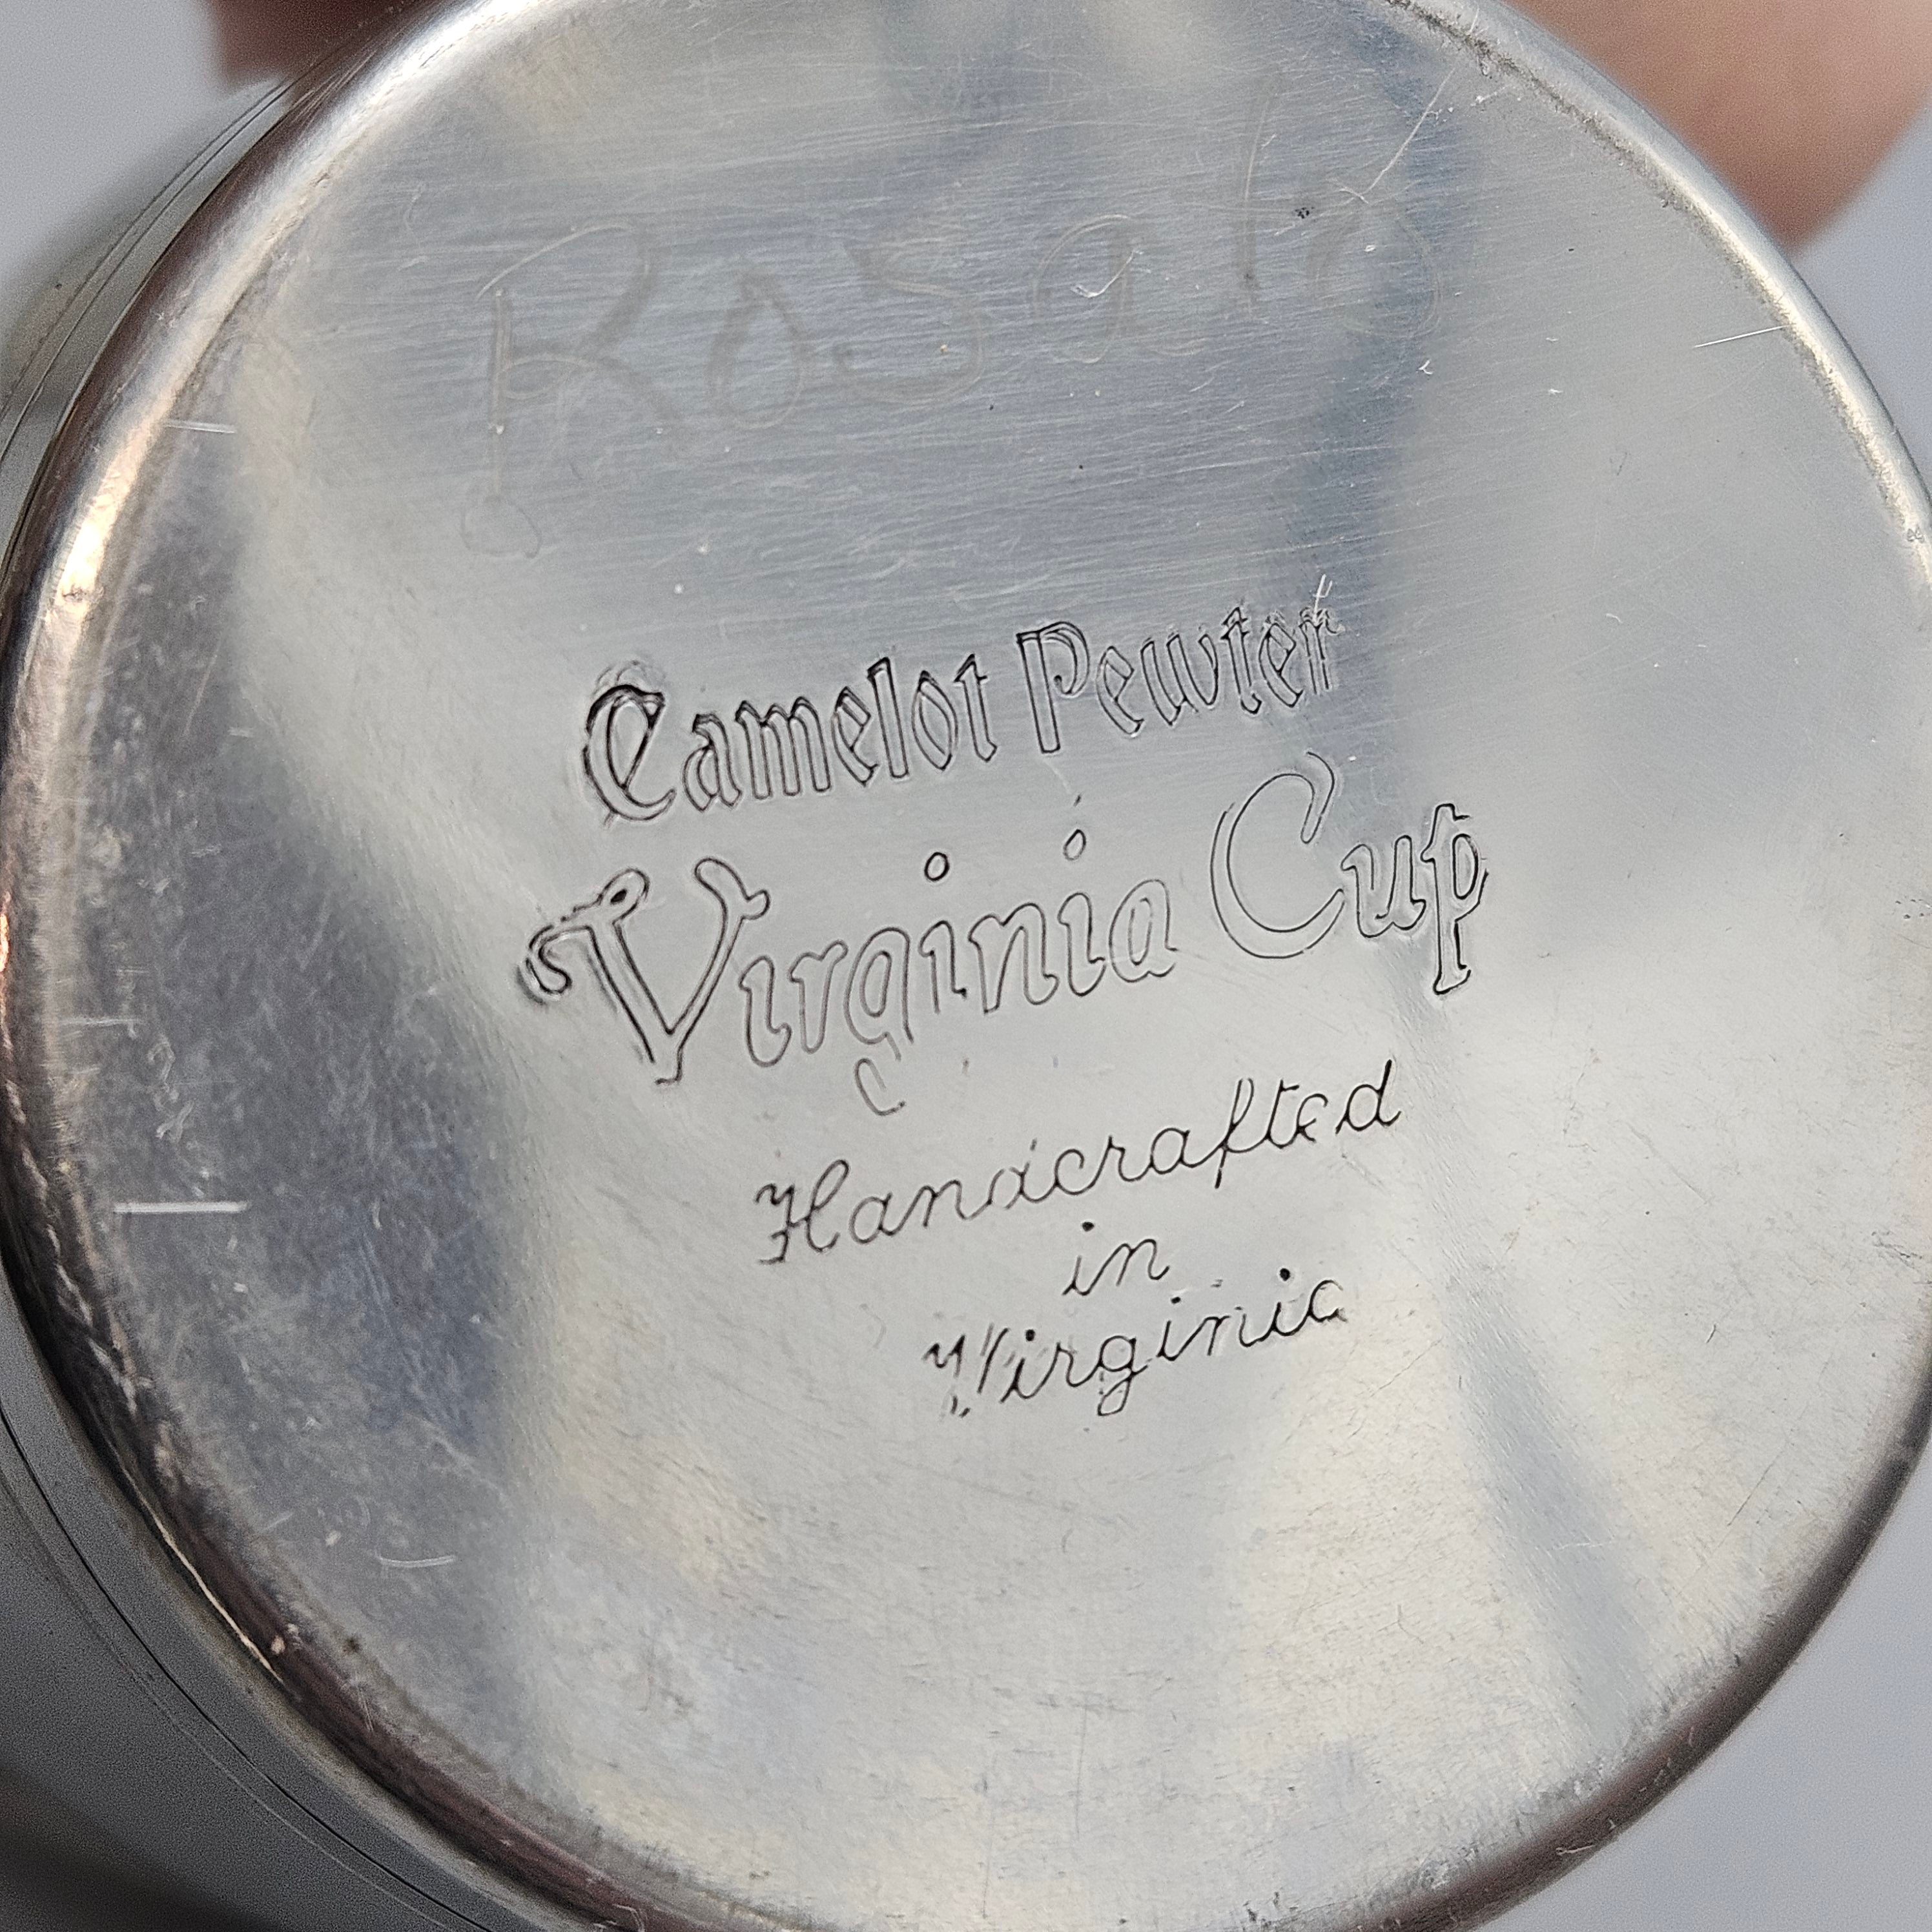 Camelot Pewter
Virginia Cup
Handcrafted
in
Virginia